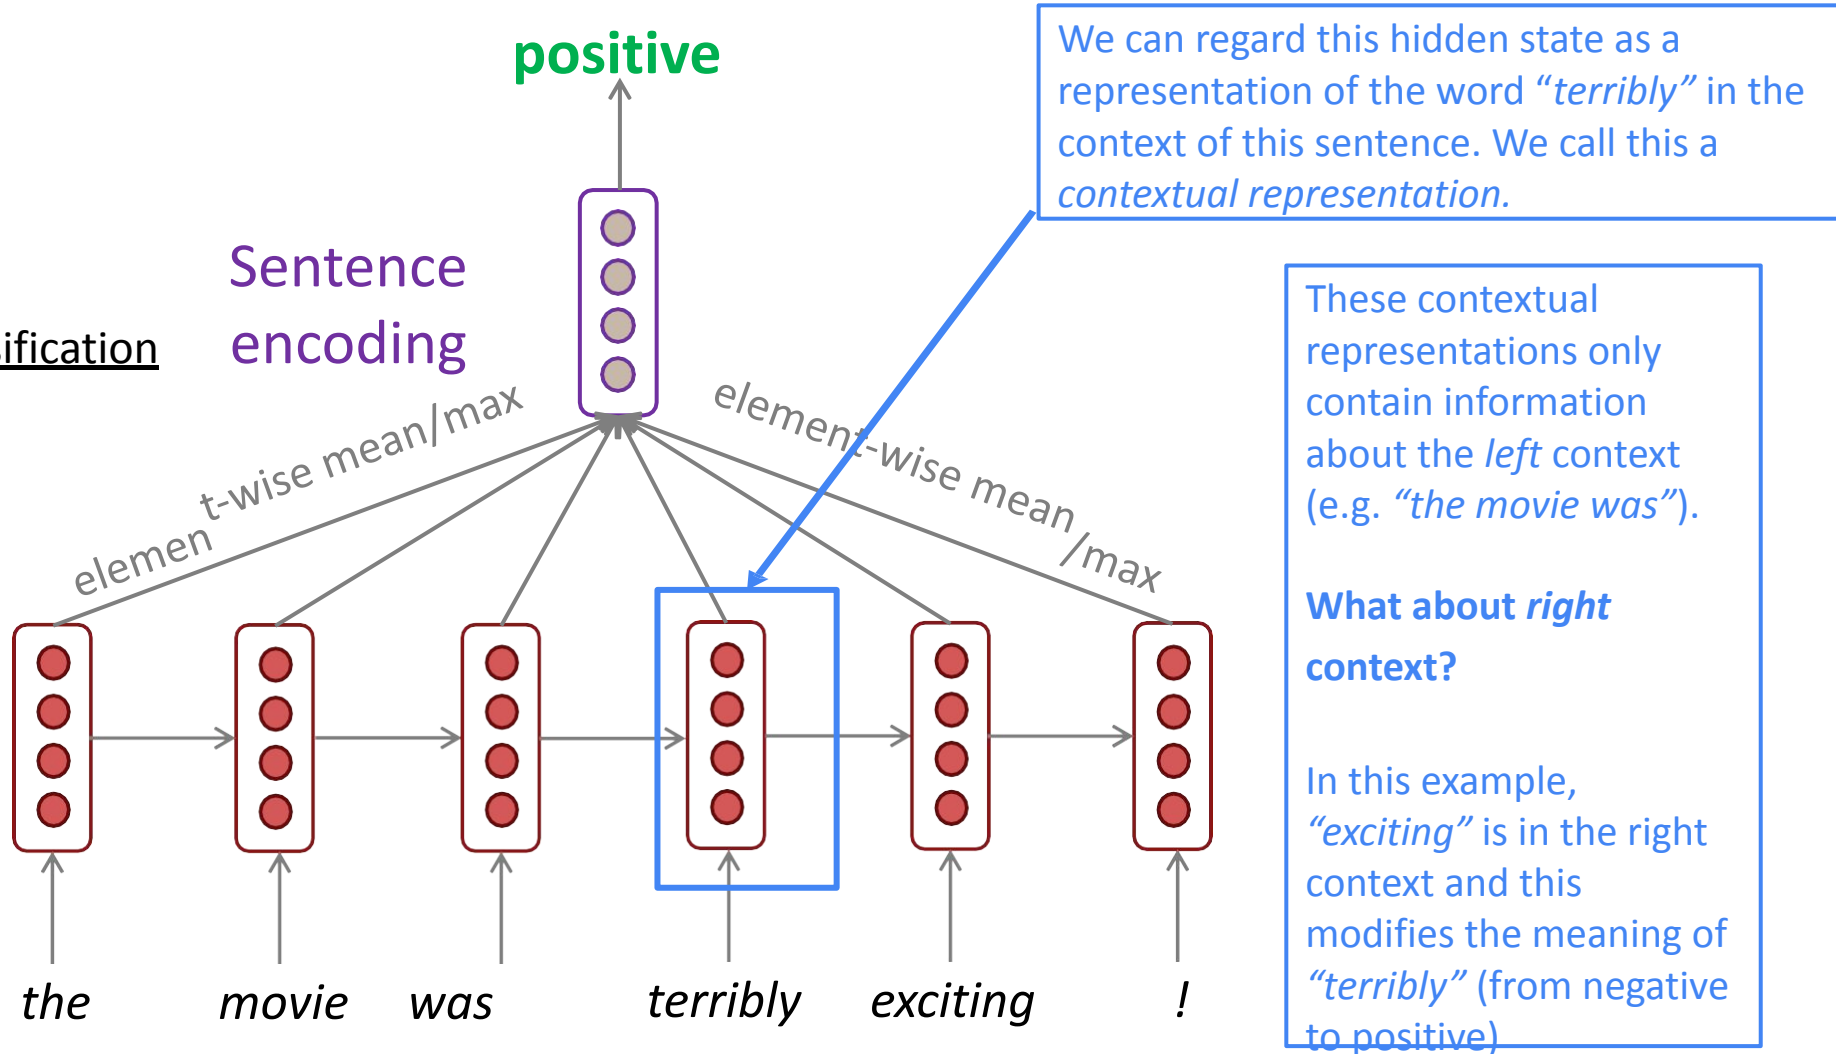 positive
We can regard this hidden state as a
representation of the word “terribly” in the
context of this sentence. We call this a
contextual representation.
Sentence
encoding
sification
element-wise mean/max
element-wise mean/max
These contextual
representations only
contain information
about the left context
(e.g. “the movie was”).
What about right
context?
In this example,
“exciting” is in the right
context and this
modifies the meaning of
“terribly” (from negative
to positive)
the movie was terribly exciting !